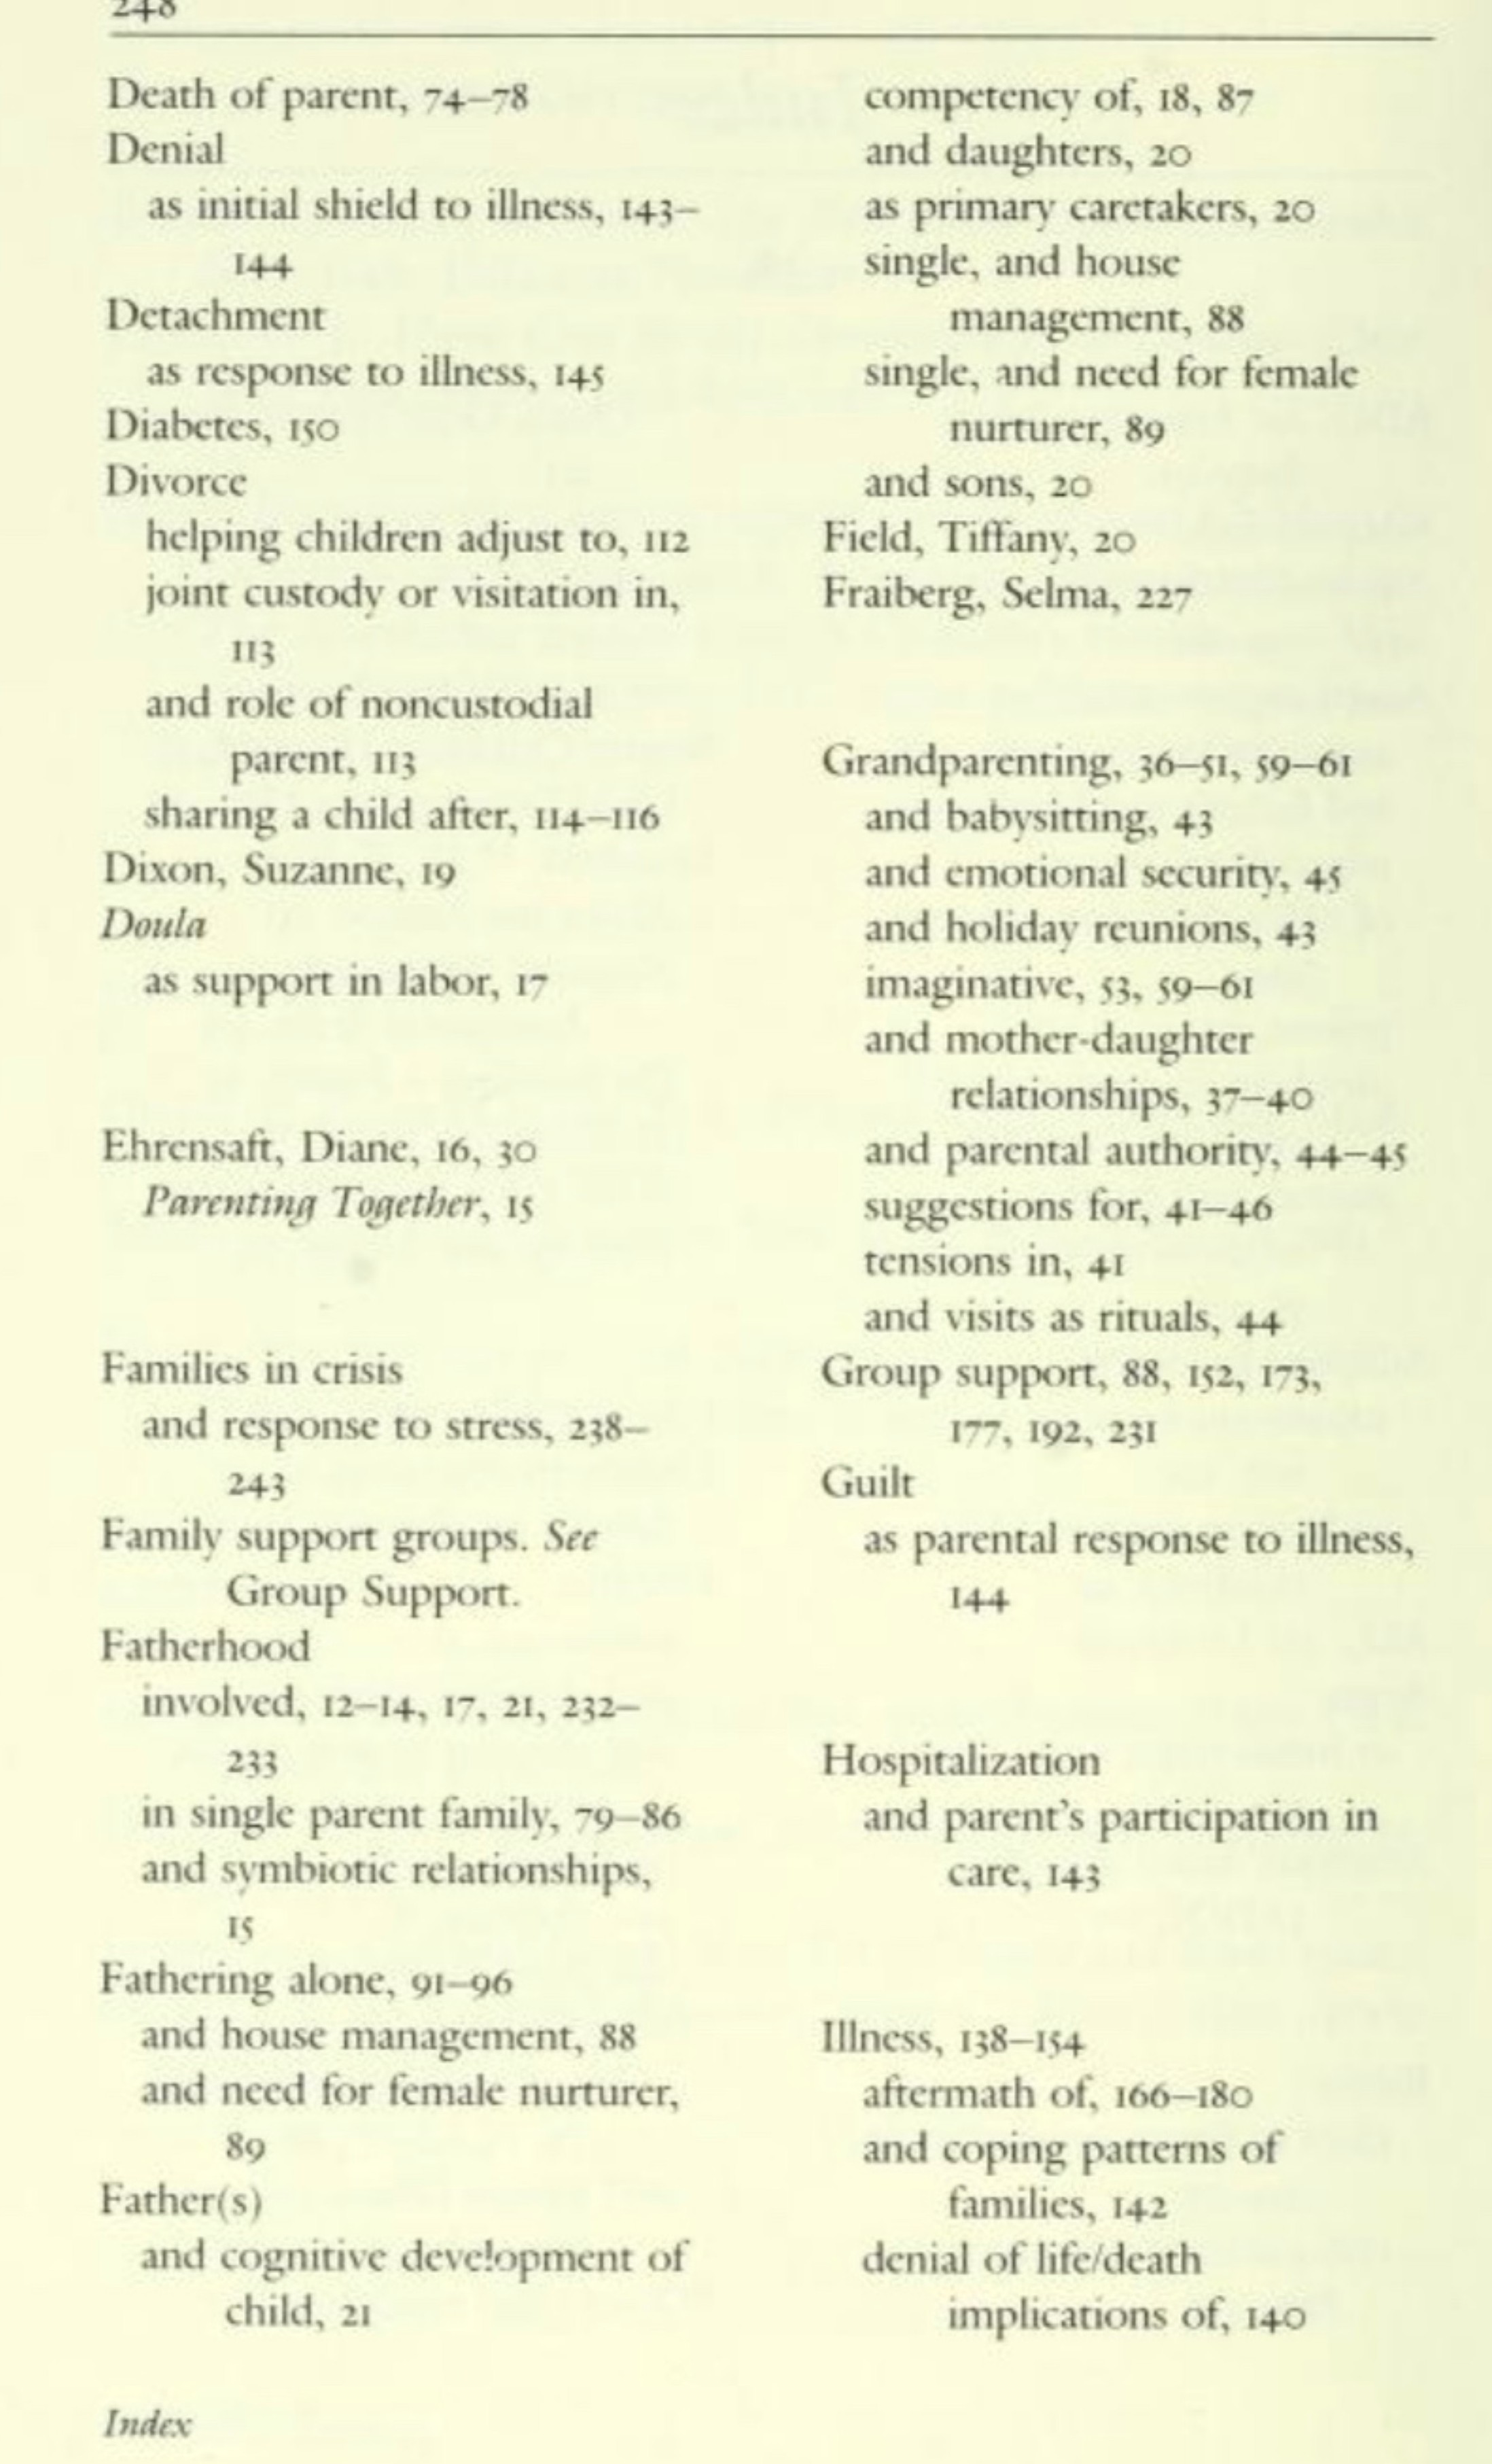 248
Death of parent, 74–78
Denial
as initial shield to illness, 143–
144
Detachment
as response to illness, 145
Diabetes, 150
Divorce
helping children adjust to, 112
joint custody or visitation in,
113
and role of noncustodial
parent, 113
sharing a child after, 114–116
Dixon, Suzanne, 19
Doula
as support in labor, 17
Ehrensaft, Diane, 16, 30
Parenting Together, 15
Families in crisis
and response to stress, 238–
243
Family support groups. See
Group Support.
Fatherhood
involved, 12–14, 17, 21, 232–
233
in single parent family, 79–86
and symbiotic relationships,
15
Fathering alone, 91–96
and house management, 88
and need for female nurturer,
89
Father(s)
and cognitive development of
child, 21
competency of, 18, 87
and daughters, 20
as primary caretakers, 20
single, and house
management, 88
single, and need for female
nurturer, 89
and sons, 20
Field, Tiffany, 20
Fraiberg, Selma, 227
Grandparenting, 36–51, 59–61
and babysitting, 43
and emotional security, 45
and holiday reunions, 43
imaginative, 53, 59–61
and mother-daughter
relationships, 37–40
and parental authority, 44–45
suggestions for, 41–46
tensions in, 41
and visits as rituals, 44
Group support, 88, 152, 173,
177, 192, 231
Guilt
as parental response to illness,
144
Hospitalization
and parent's participation in
care, 143
Illness, 138–154
aftermath of, 166–180
and coping patterns of
families, 142
denial of life/death
implications of, 140
Index